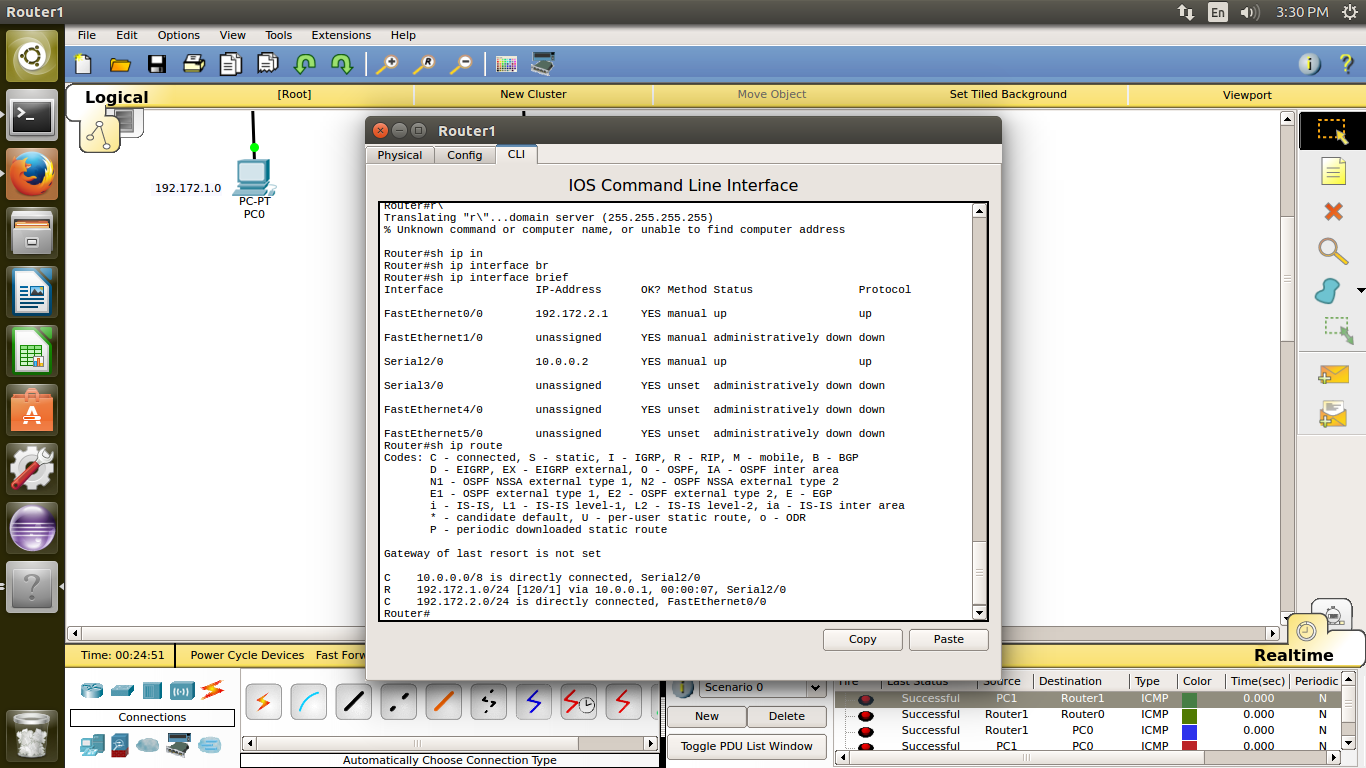 Router1
En
3:30 PM
File Edit Options View Tools Extensions Help
Logical
[Root]
New Cluster
Move Object
Set Tiled Background
Viewport
192.172.1.0
PC-PT
PC0
Router1
Physical Config CLI
IOS Command Line Interface
Router#r\
Translating "r\"...domain server (255.255.255.255)
% Unknown command or computer name, or unable to find computer address
Router#sh ip in
Router#sh ip interface br
Router#sh ip interface brief
Interface IP-Address OK? Method Status Protocol
FastEthernet0/0 192.172.2.1 YES manual up up
FastEthernet1/0 unassigned YES manual administratively down down
Serial2/0 10.0.0.2 YES manual up up
Serial3/0 unassigned YES unset administratively down down
FastEthernet4/0 unassigned YES unset administratively down down
FastEthernet5/0 unassigned YES unset administratively down down
Router#sh ip route
Codes: C - connected, S - static, I - IGRP, R - RIP, M - mobile, B - BGP
D - EIGRP, EX - EIGRP external, O - OSPF, IA - OSPF inter area
N1 - OSPF NSSA external type 1, N2 - OSPF NSSA external type 2
E1 - OSPF external type 1, E2 - OSPF external type 2, E - EGP
i - IS-IS, L1 - IS-IS level-1, L2 - IS-IS level-2, ia - IS-IS inter area
* - candidate default, U - per-user static route, o - ODR
P - periodic downloaded static route
Gateway of last resort is not set
C 10.0.0.0/8 is directly connected, Serial2/0
R 192.172.1.0/24 [120/1] via 10.0.0.1, 00:00:07, Serial2/0
C 192.172.2.0/24 is directly connected, FastEthernet0/0
Router#
Copy Paste
Time: 00:24:51
Power Cycle Devices Fast Forw
Realtime
Connections
Automatically Choose Connection Type
Scenario 0
New Delete
Toggle PDU List Window
Fire Last Status Source Destination Type Color Time(sec) Periodic
Successful PC1 Router1 ICMP 0.000 N
Successful Router1 Router0 ICMP 0.000 N
Successful Router1 PC0 ICMP 0.000 N
Successful PC1 PC0 ICMP 0.000 N